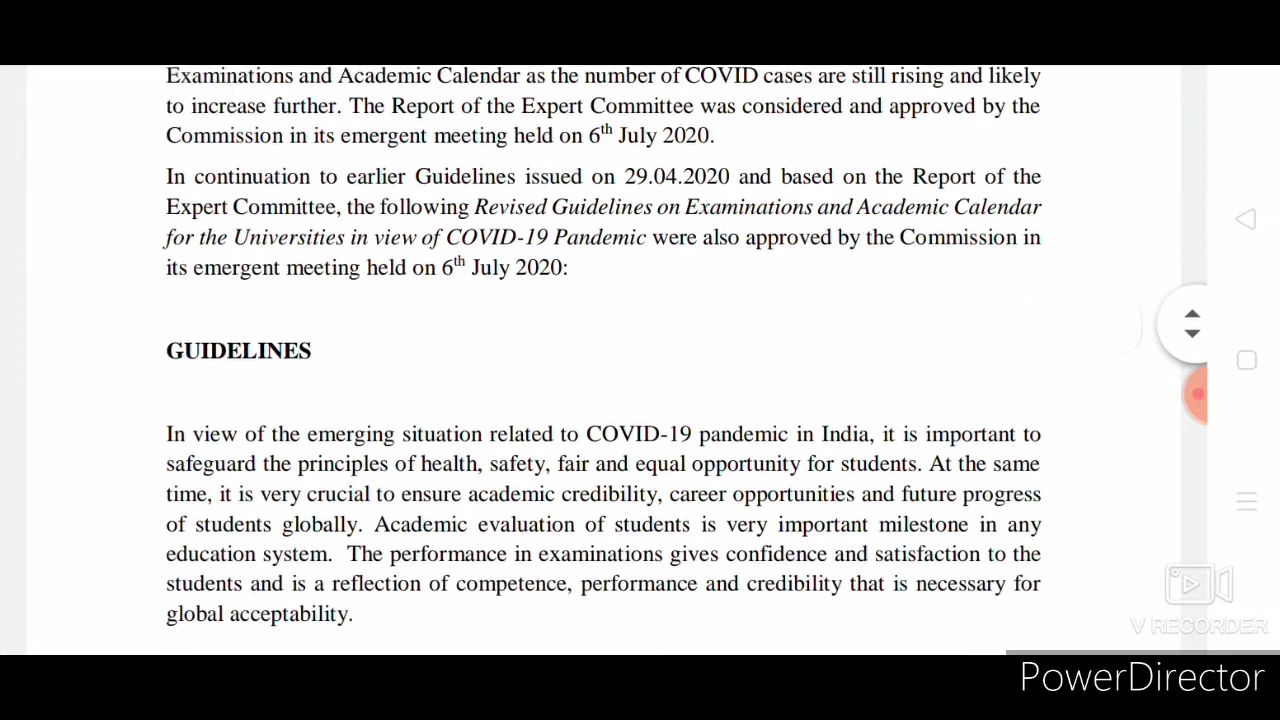 Examinations and Academic Calendar as the number of COVID cases are still rising and likely
to increase further. The Report of the Expert Committee was considered and approved by the
Commission in its emergent meeting held on 6th July 2020.
In continuation to earlier Guidelines issued on 29.04.2020 and based on the Report of the
Expert Committee, the following Revised Guidelines on Examinations and Academic Calendar
for the Universities in view of COVID-19 Pandemic were also approved by the Commission in
its emergent meeting held on 6th July 2020:
GUIDELINES
In view of the emerging situation related to COVID-19 pandemic in India, it is important to
safeguard the principles of health, safety, fair and equal opportunity for students. At the same
time, it is very crucial to ensure academic credibility, career opportunities and future progress
of students globally. Academic evaluation of students is very important milestone in any
education system. The performance in examinations gives confidence and satisfaction to the
students and is a reflection of competence, performance and credibility that is necessary for
global acceptability.
V RECORDER
PowerDirector